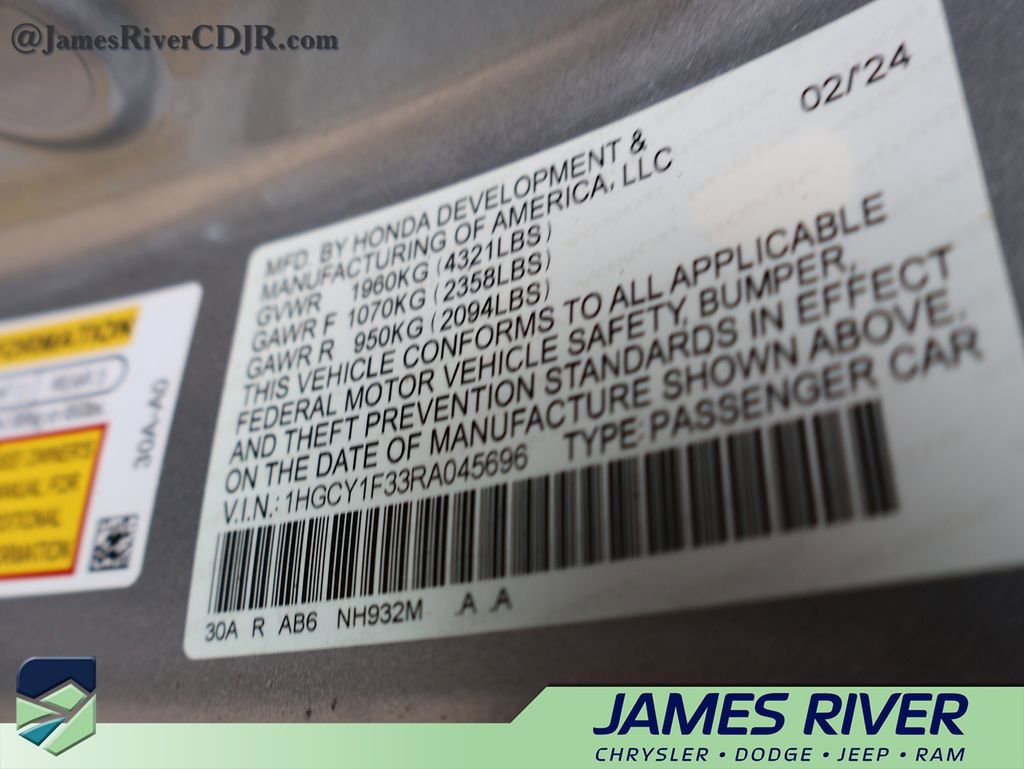 @JamesRiverCDJR.com
02/'24
MFD. BY HONDA DEVELOPMENT &
MANUFACTURING OF AMERICA, LLC
GVWR 1960KG (4321LBS)
GAWR F 1070KG (2358LBS)
GAWR R 950KG (2094LBS)
THIS VEHICLE CONFORMS TO ALL APPLICABLE
FEDERAL MOTOR VEHICLE SAFETY, BUMPER,
AND THEFT PREVENTION STANDARDS IN EFFECT
ON THE DATE OF MANUFACTURE SHOWN ABOVE.
V.I.N.: 1HGCY1F33RA045696 TYPE: PASSENGER CAR
30A R AB6 NH932M .A .A
30A-A0
MANUAL FOR
JAMES RIVER
CHRYSLER • DODGE • JEEP • RAM